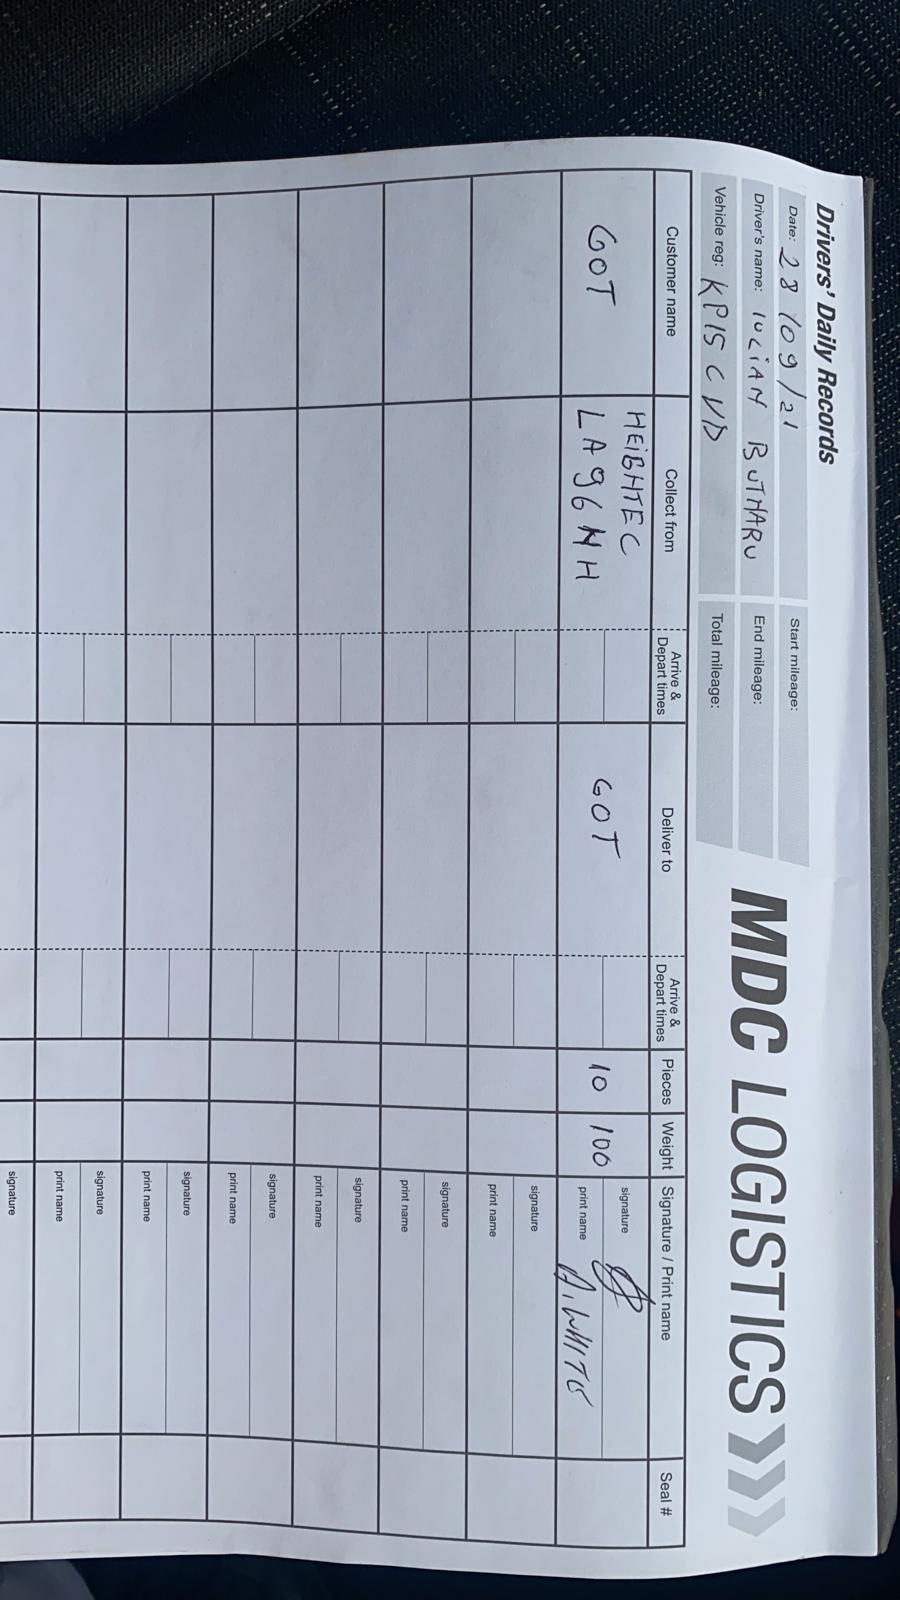 Drivers' Daily Records
MDC LOGISTICS
Date: 28/09/21
Start mileage:
Driver's name: IULIAN BUTNARU
End mileage:
Vehicle reg: KP15 CVD
Total mileage:
Customer name Collect from Arrive & Depart times Deliver to Arrive & Depart times Pieces Weight Signature / Print name Seal #
GOT HEIGHTEC LA96NH GOT 10 100 signature
print name A. WHITE
signature
print name
signature
print name
signature
print name
signature
print name
signature
print name
signature
print name
signature